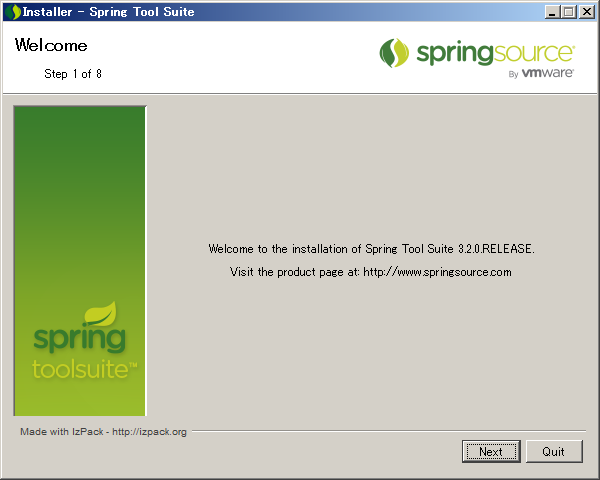 Installer - Spring Tool Suite
Welcome
Step 1 of 8
springsource
By vmware
Welcome to the installation of Spring Tool Suite 3.2.0.RELEASE.
Visit the product page at: http://www.springsource.com
spring
toolsuite™
Made with IzPack - http://izpack.org
Next
Quit